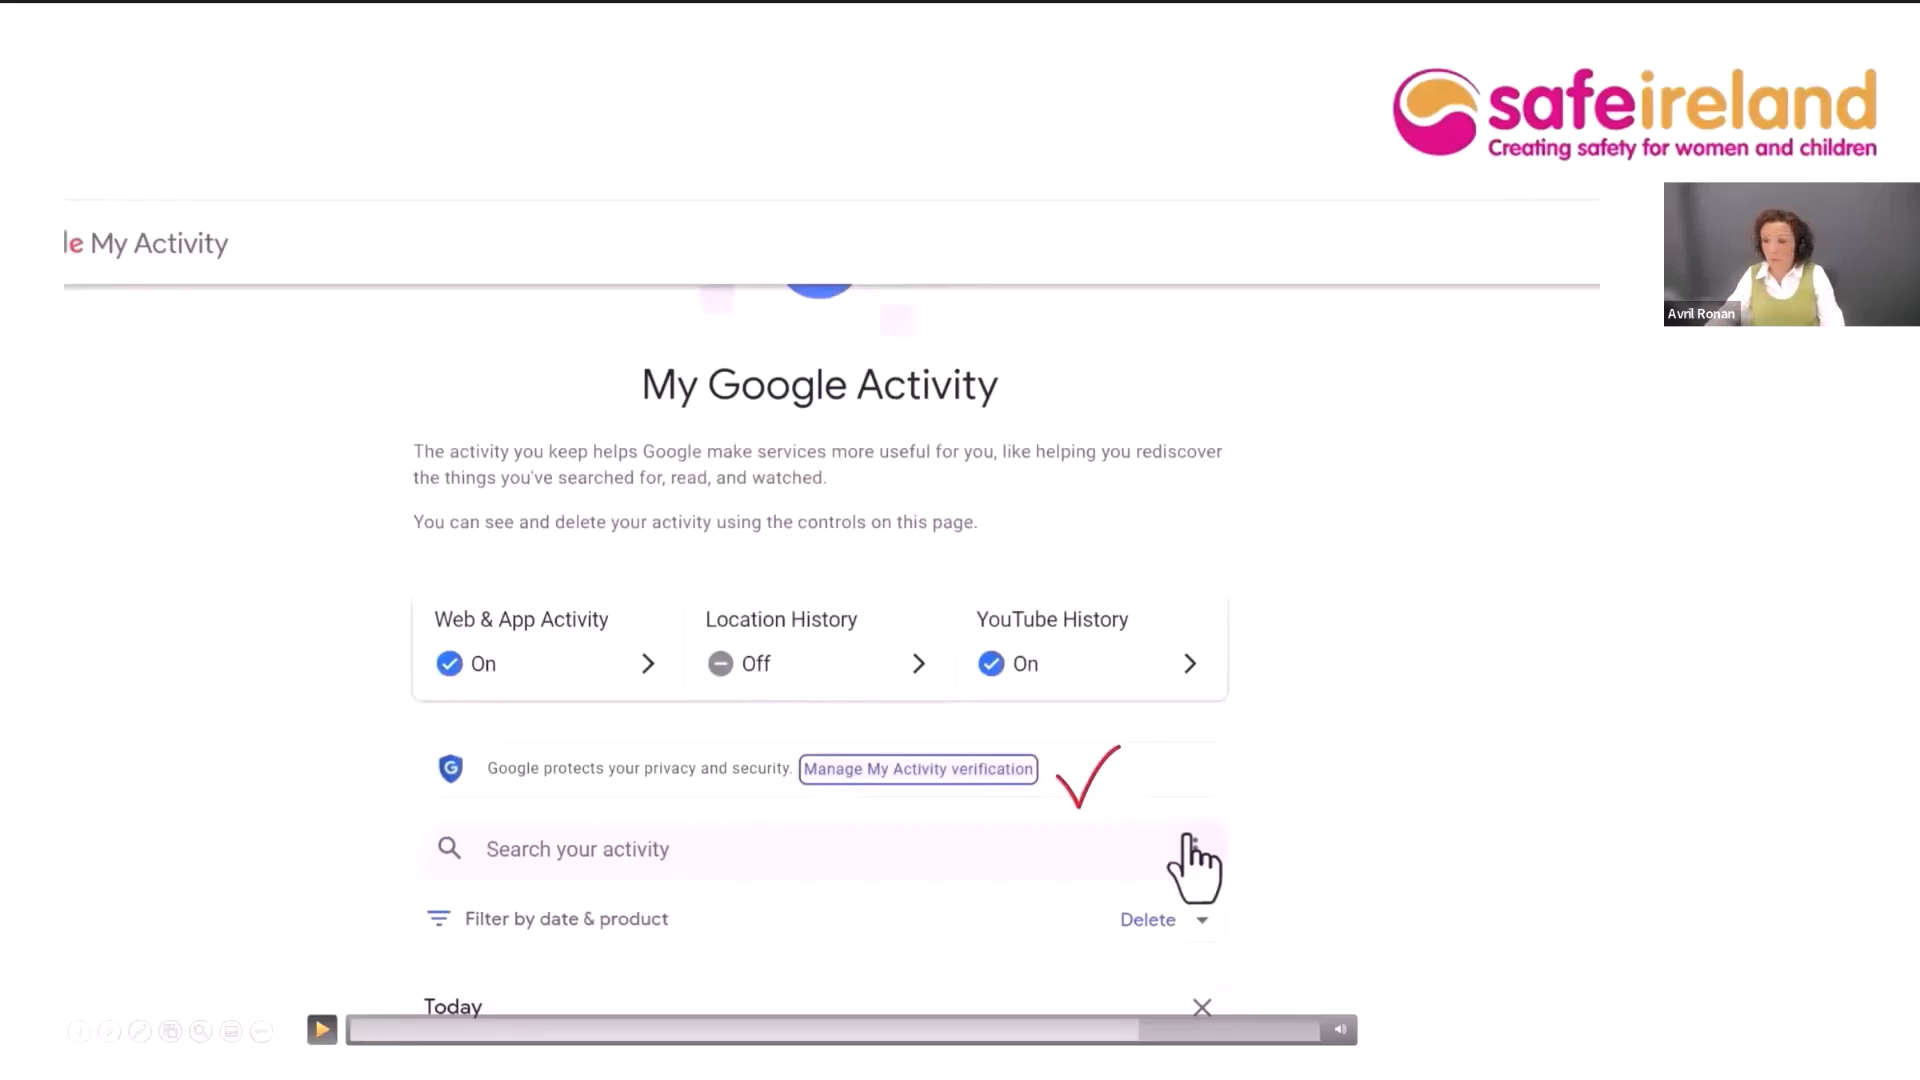 safeireland
Creating safety for women and children
le My Activity
Avril Ronan
My Google Activity
The activity you keep helps Google make services more useful for you, like helping you rediscover
the things you've searched for, read, and watched.
You can see and delete your activity using the controls on this page.
Web & App Activity
On
Location History
Off
YouTube History
On
G
Google protects your privacy and security. Manage My Activity verification
Search your activity
Filter by date & product
Delete
Today